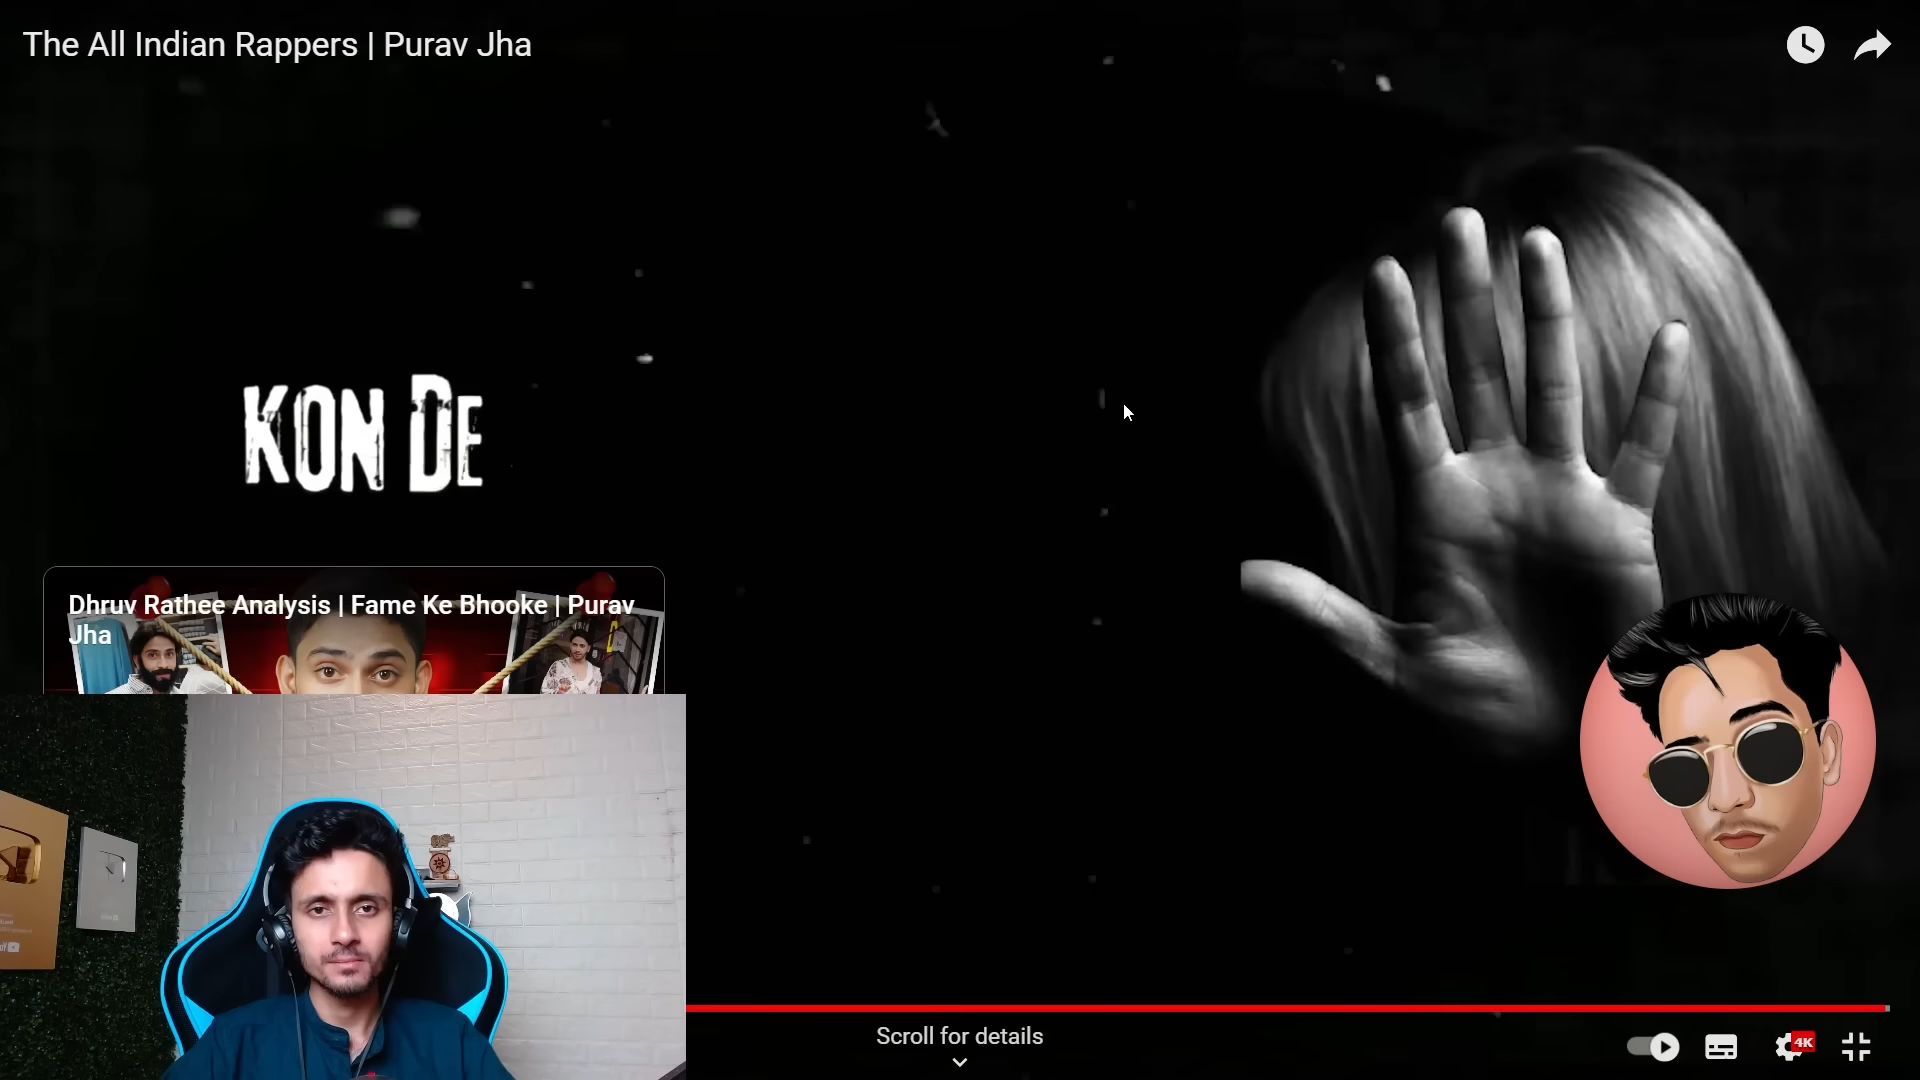 The All Indian Rappers | Purav Jha
KON DE
Dhruv Rathee Analysis | Fame Ke Bhooke | Purav
Jha
Scroll for details
4K